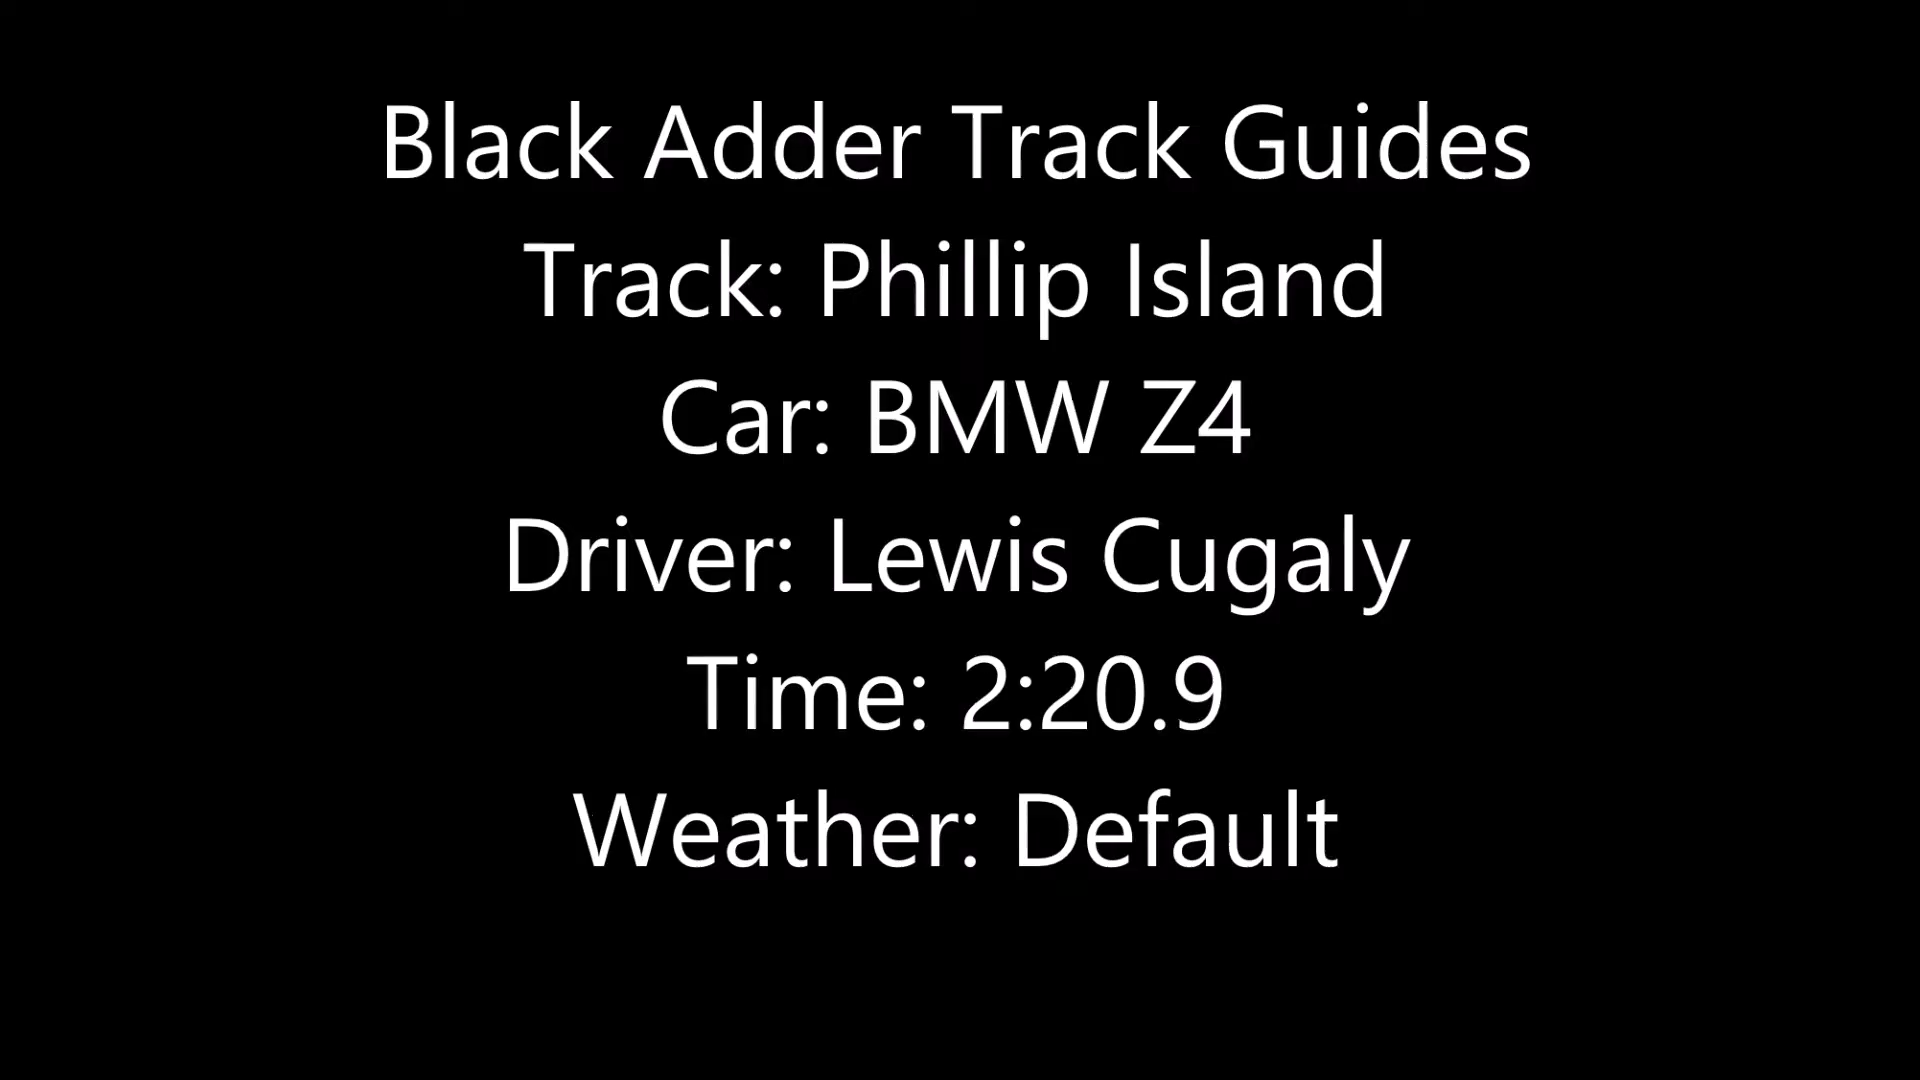 Black Adder Track Guides
Track: Phillip Island
Car: BMW Z4
Driver: Lewis Cugaly
Time: 2:20.9
Weather: Default